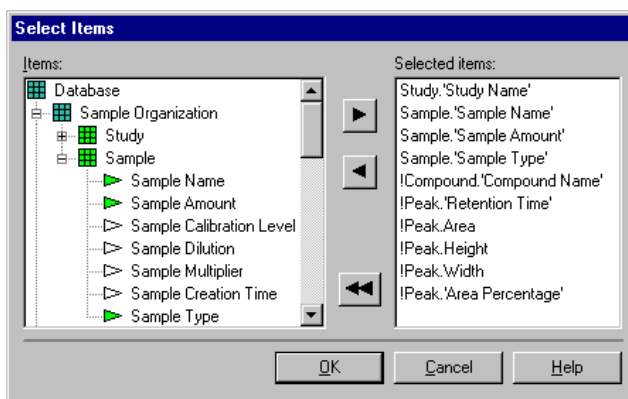 Select Items
Items:
Database
Sample Organization
Study
Sample
Sample Name
Sample Amount
Sample Calibration Level
Sample Dilution
Sample Multiplier
Sample Creation Time
Sample Type
Selected items:
Study.'Study Name'
Sample.'Sample Name'
Sample.'Sample Amount'
Sample.'Sample Type'
!Compound.'Compound Name'
!Peak.'Retention Time'
!Peak.Area
!Peak.Height
!Peak.Width
!Peak.'Area Percentage'
OK
Cancel
Help